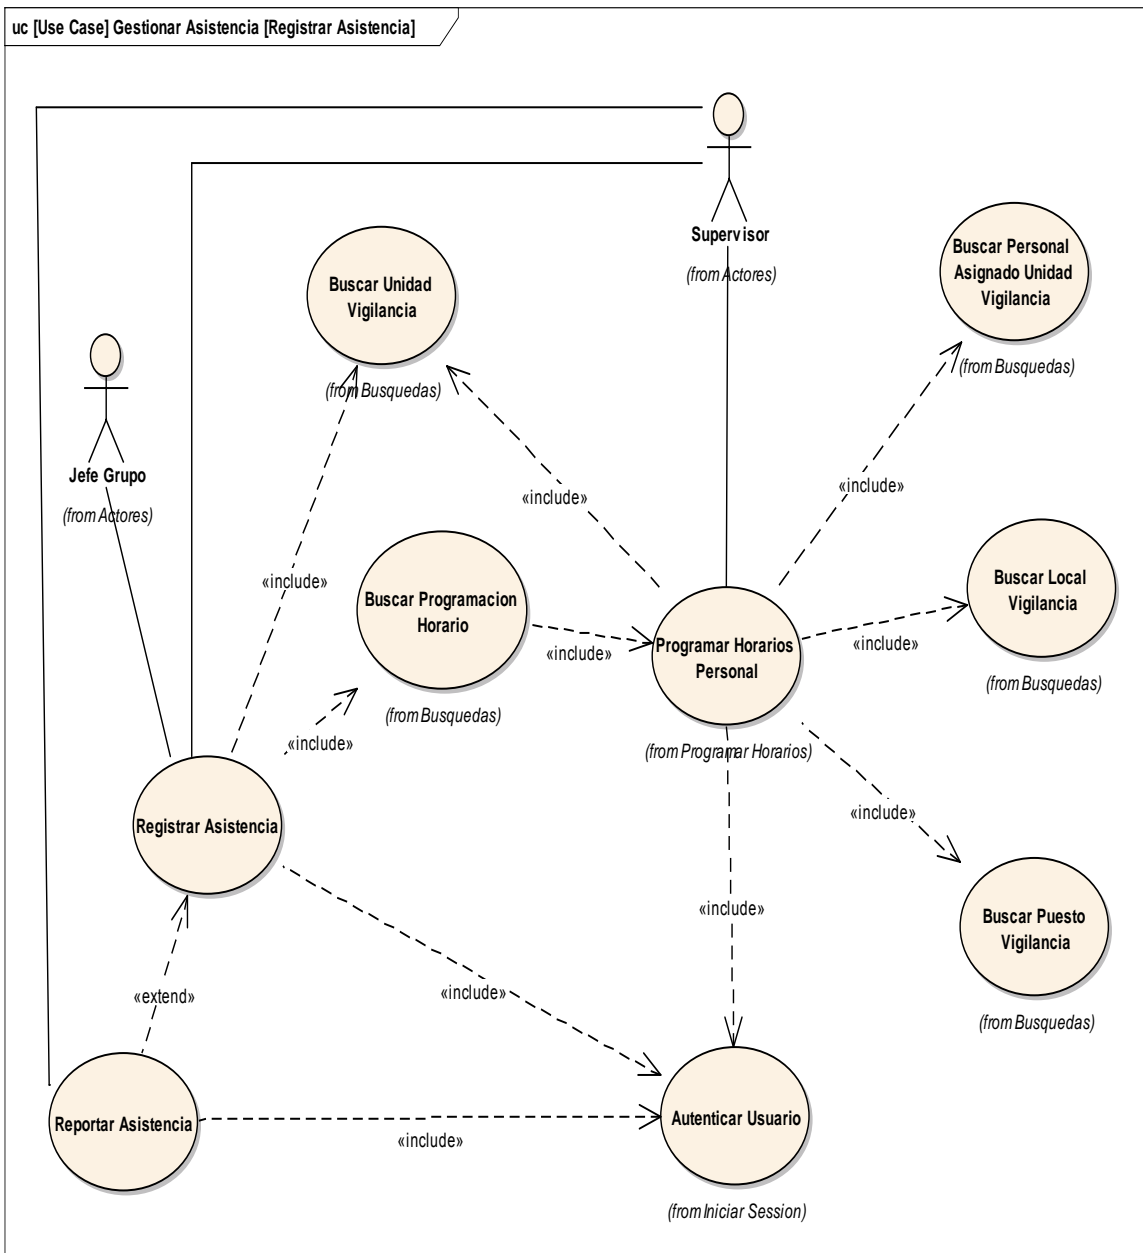 uc [Use Case] Gestionar Asistencia [Registrar Asistencia]
Supervisor
(from Actores)
Buscar Personal
Asignado Unidad
Vigilancia
(from Busquedas)
Buscar Unidad
Vigilancia
(from Busquedas)
Jefe Grupo
(from Actores)
«include»
«include»
«include»
Buscar Programacion
Horario
(from Busquedas)
«include»
Programar Horarios
Personal
(from Programar Horarios)
«include»
Buscar Local
Vigilancia
(from Busquedas)
«include»
Registrar Asistencia
«include»
Buscar Puesto
Vigilancia
(from Busquedas)
«include»
«include»
«extend»
Reportar Asistencia
«include»
Autenticar Usuario
(from Iniciar Session)